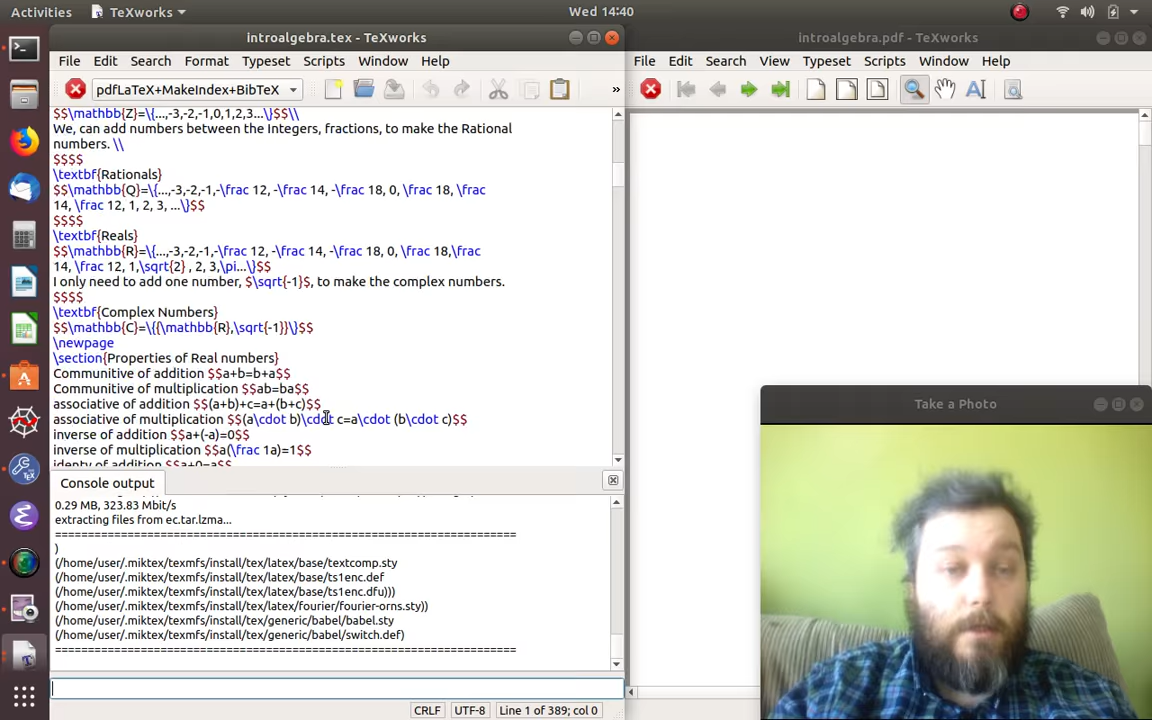 Activities TeXworks Wed 14:40
introalgebra.tex - TeXworks
File Edit Search Format Typeset Scripts Window Help
pdfLaTeX+MakeIndex+BibTeX »
$$\mathbb{Z}=\{...,-3,-2,-1,0,1,2,3...\}$$\\
We, can add numbers between the Integers, fractions, to make the Rational
numbers. \\
$$$$
\textbf{Rationals}
$$\mathbb{Q}=\{...,-3,-2,-1,-\frac 12, -\frac 14, -\frac 18, 0, \frac 18, \frac
14, \frac 12, 1, 2, 3, ...\}$$
$$$$
\textbf{Reals}
$$\mathbb{R}=\{...,-3,-2,-1,-\frac 12, -\frac 14, -\frac 18, 0, \frac 18,\frac
14, \frac 12, 1,\sqrt{2} , 2, 3,\pi...\}$$
I only need to add one number, $\sqrt{-1}$, to make the complex numbers.
$$$$
\textbf{Complex Numbers}
$$\mathbb{C}=\{{\mathbb{R},\sqrt{-1}}\}$$
\newpage
\section{Properties of Real numbers}
Communitive of addition $$a+b=b+a$$
Communitive of multiplication $$ab=ba$$
associative of addition $$(a+b)+c=a+(b+c)$$
associative of multiplication $$(a\cdot b)\cdot c=a\cdot (b\cdot c)$$
inverse of addition $$a+(-a)=0$$
inverse of multiplication $$a(\frac 1a)=1$$
identy of addition $$a+0=a$$
Console output
0.29 MB, 323.83 Mbit/s
extracting files from ec.tar.lzma...
======================================================================
)
(/home/user/.miktex/texmfs/install/tex/latex/base/textcomp.sty
(/home/user/.miktex/texmfs/install/tex/latex/base/ts1enc.def
(/home/user/.miktex/texmfs/install/tex/latex/base/ts1enc.dfu)))
(/home/user/.miktex/texmfs/install/tex/latex/fourier/fourier-orns.sty))
(/home/user/.miktex/texmfs/install/tex/generic/babel/babel.sty
(/home/user/.miktex/texmfs/install/tex/generic/babel/switch.def)
======================================================================
CRLF UTF-8 Line 1 of 389; col 0
introalgebra.pdf - TeXworks
File Edit Search View Typeset Scripts Window Help
Take a Photo